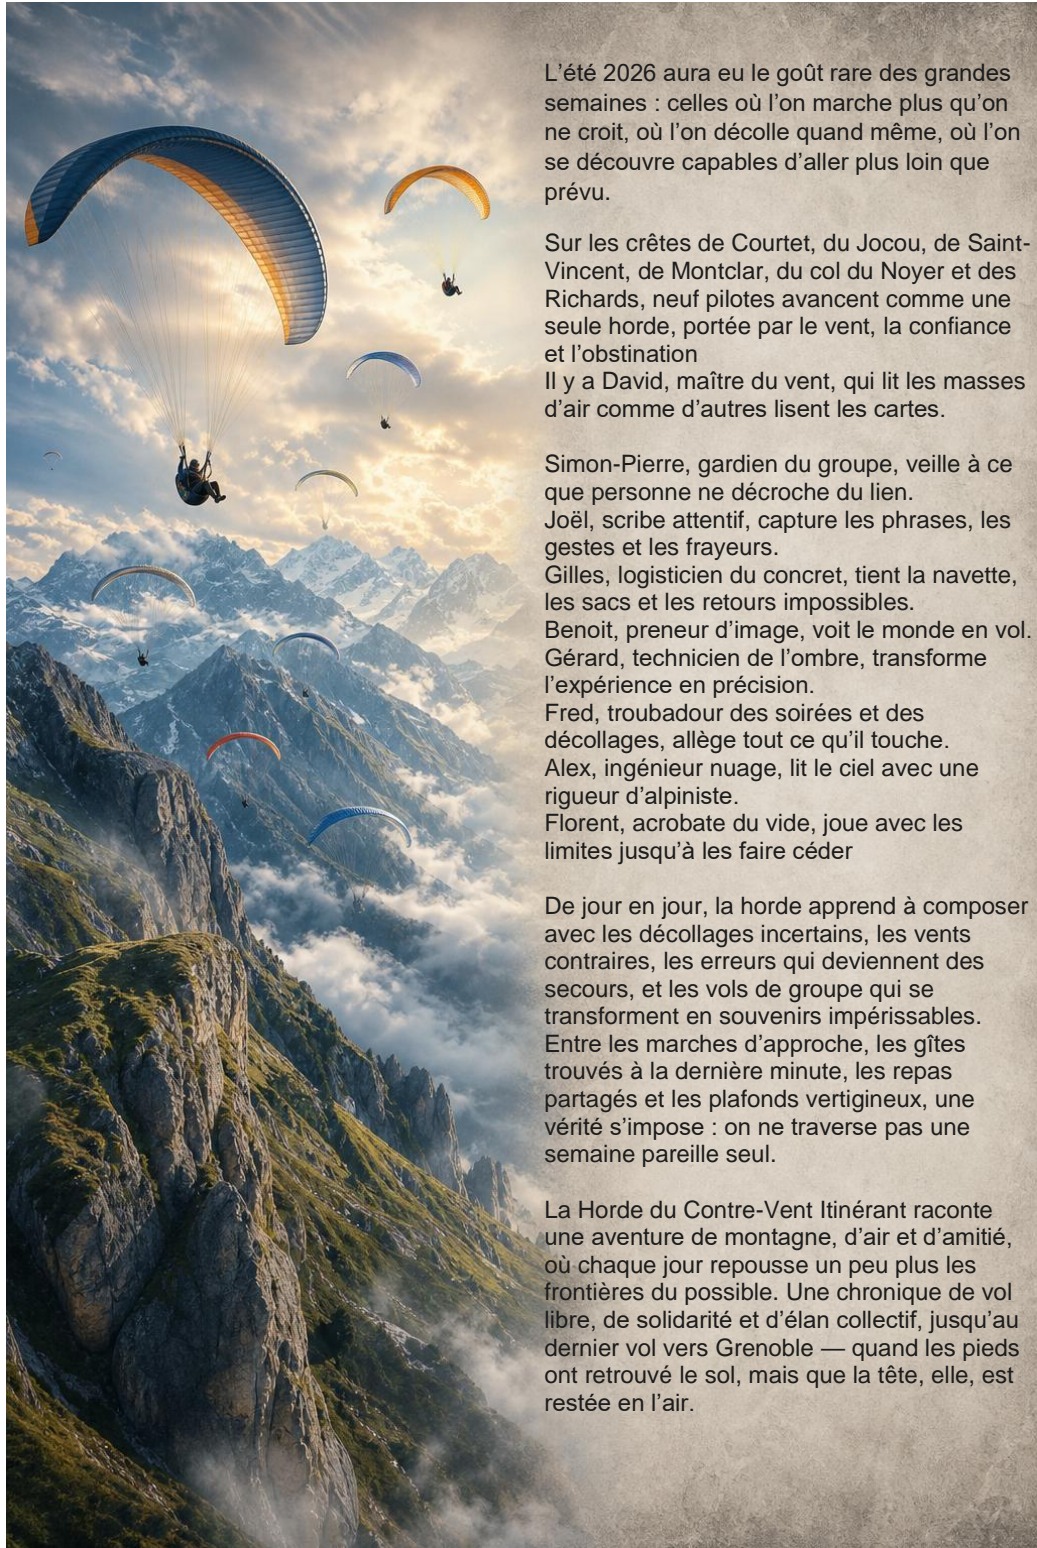 L’été 2026 aura eu le goût rare des grandes
semaines : celles où l’on marche plus qu’on
ne croit, où l’on décolle quand même, où l’on
se découvre capables d’aller plus loin que
prévu.
Sur les crêtes de Courtet, du Jocou, de Saint-
Vincent, de Montclar, du col du Noyer et des
Richards, neuf pilotes avancent comme une
seule horde, portée par le vent, la confiance
et l’obstination
Il y a David, maître du vent, qui lit les masses
d’air comme d’autres lisent les cartes.
Simon-Pierre, gardien du groupe, veille à ce
que personne ne décroche du lien.
Joël, scribe attentif, capture les phrases, les
gestes et les frayeurs.
Gilles, logisticien du concret, tient la navette,
les sacs et les retours impossibles.
Benoit, preneur d’image, voit le monde en vol.
Gérard, technicien de l’ombre, transforme
l’expérience en précision.
Fred, troubadour des soirées et des
décollages, allège tout ce qu’il touche.
Alex, ingénieur nuage, lit le ciel avec une
rigueur d’alpiniste.
Florent, acrobate du vide, joue avec les
limites jusqu’à les faire céder
De jour en jour, la horde apprend à composer
avec les décollages incertains, les vents
contraires, les erreurs qui deviennent des
secours, et les vols de groupe qui se
transforment en souvenirs impérissables.
Entre les marches d’approche, les gîtes
trouvés à la dernière minute, les repas
partagés et les plafonds vertigineux, une
vérité s’impose : on ne traverse pas une
semaine pareille seul.
La Horde du Contre-Vent Itinérant raconte
une aventure de montagne, d’air et d’amitié,
où chaque jour repousse un peu plus les
frontières du possible. Une chronique de vol
libre, de solidarité et d’élan collectif, jusqu’au
dernier vol vers Grenoble — quand les pieds
ont retrouvé le sol, mais que la tête, elle, est
restée en l’air.